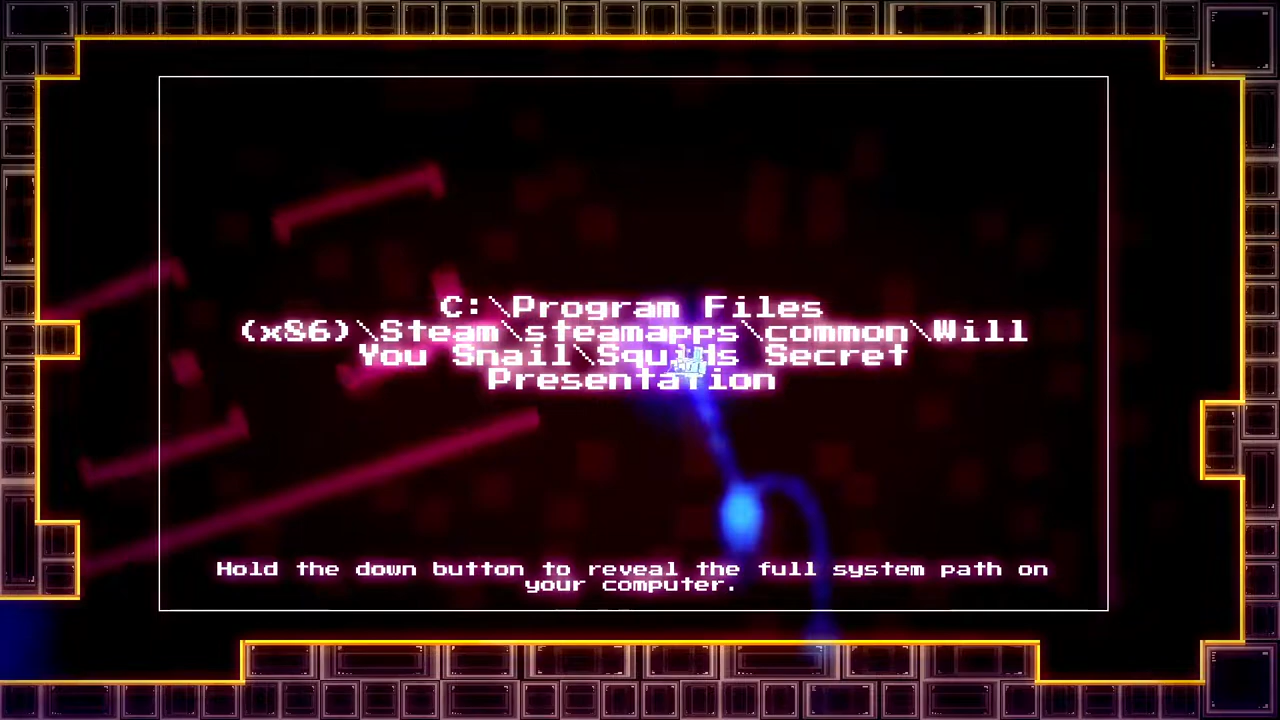 C:\Program Files
(x86)\Steam\steamapps\common\Will
You Snail\Squids Secret
Presentation
Hold the down button to reveal the full system path on
your computer.